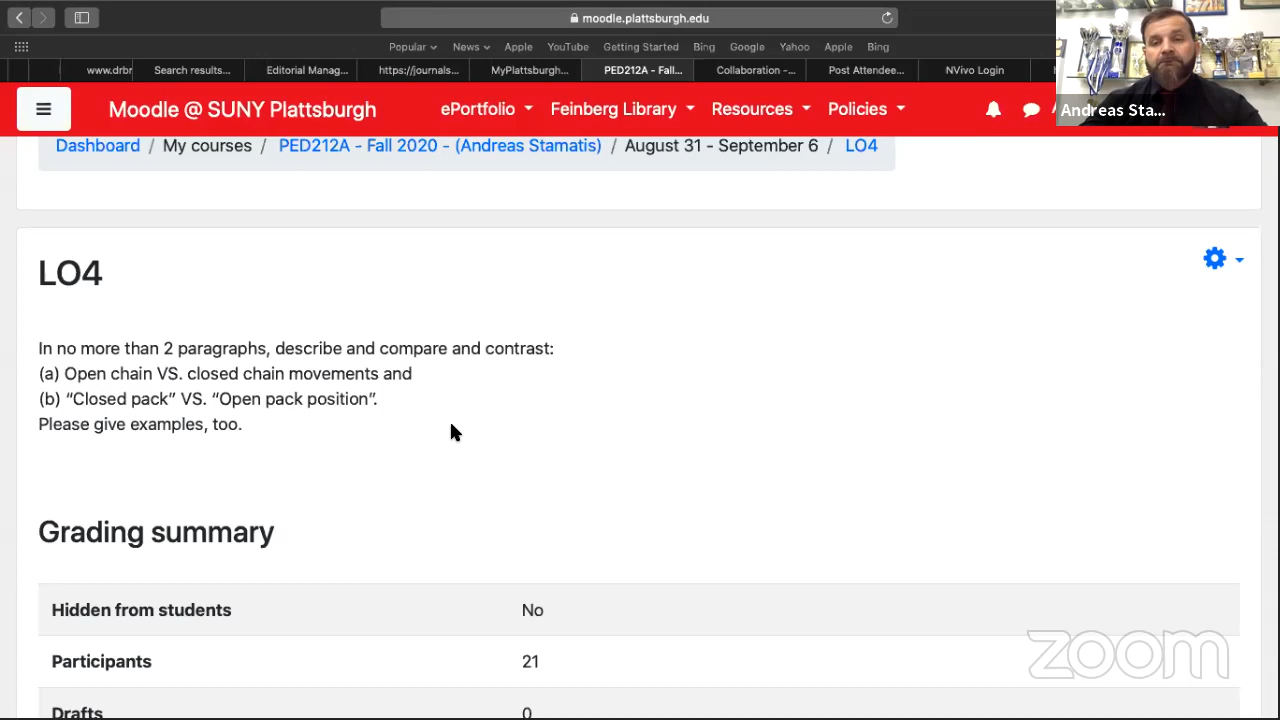 moodle.plattsburgh.edu
Popular News Apple YouTube Getting Started Bing Google Yahoo Apple Bing
www.drbr Search results... Editorial Manag... https://journals... MyPlattsburgh... PED212A - Fall... Collaboration -... Post Attendee... NVivo Login
Moodle @ SUNY Plattsburgh ePortfolio Feinberg Library Resources Policies
Andreas Sta...
Dashboard / My courses / PED212A - Fall 2020 - (Andreas Stamatis) / August 31 - September 6 / LO4
LO4
In no more than 2 paragraphs, describe and compare and contrast:
(a) Open chain VS. closed chain movements and
(b) “Closed pack” VS. “Open pack position”.
Please give examples, too.
Grading summary
Hidden from students No
Participants 21
Drafts 0
zoom